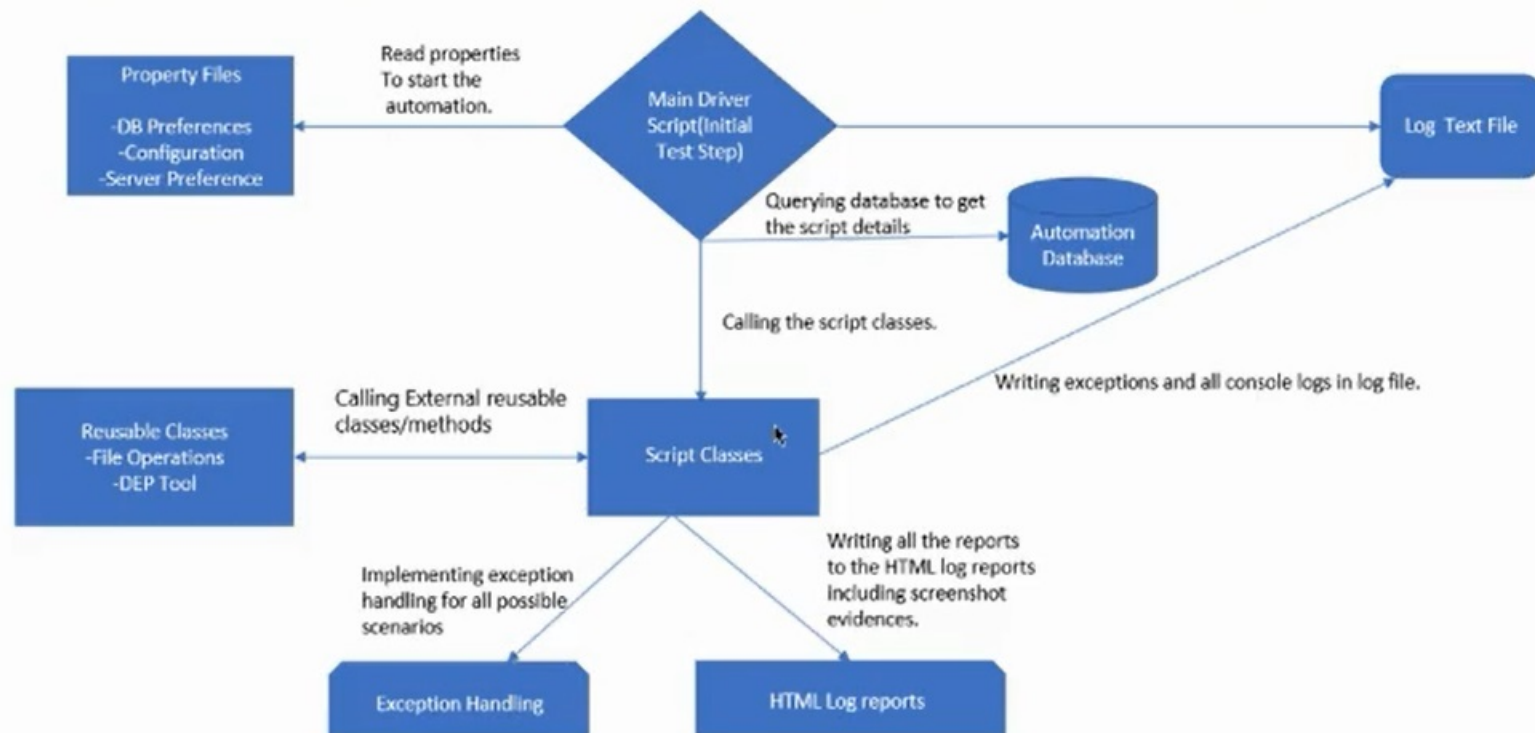 Property Files
-DB Preferences
-Configuration
-Server Preference
Read properties
To start the
automation.
Main Driver
Script(Initial
Test Step)
Log Text File
Querying database to get
the script details
Automation
Database
Calling the script classes.
Writing exceptions and all console logs in log file.
Reusable Classes
-File Operations
-DEP Tool
Calling External reusable
classes/methods
Script Classes
Implementing exception
handling for all possible
scenarios
Writing all the reports
to the HTML log reports
including screenshot
evidences.
Exception Handling
HTML Log reports